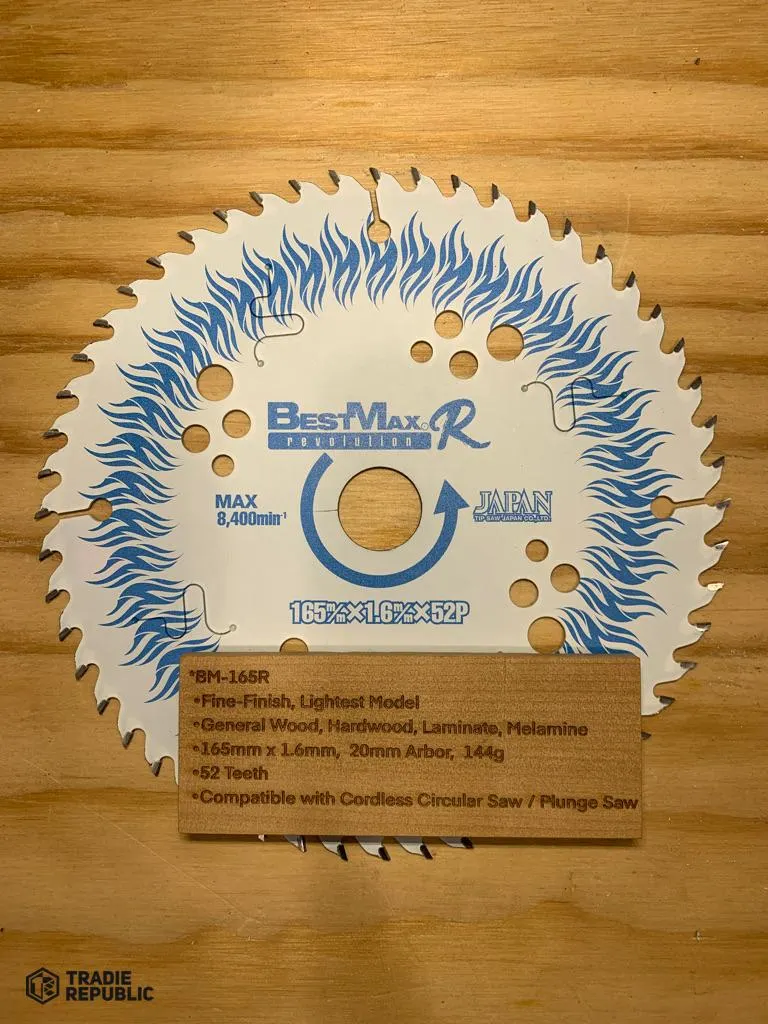 BESTMAX® R
revolution
MAX
8,400min⁻¹
JAPAN
TIP SAW JAPAN CO.,LTD.
165m/m×1.6m/m×52P
*BM-165R
•Fine-Finish, Lightest Model
•General Wood, Hardwood, Laminate, Melamine
•165mm x 1.6mm, 20mm Arbor, 144g
•52 Teeth
•Compatible with Cordless Circular Saw / Plunge Saw
TRADIE
REPUBLIC